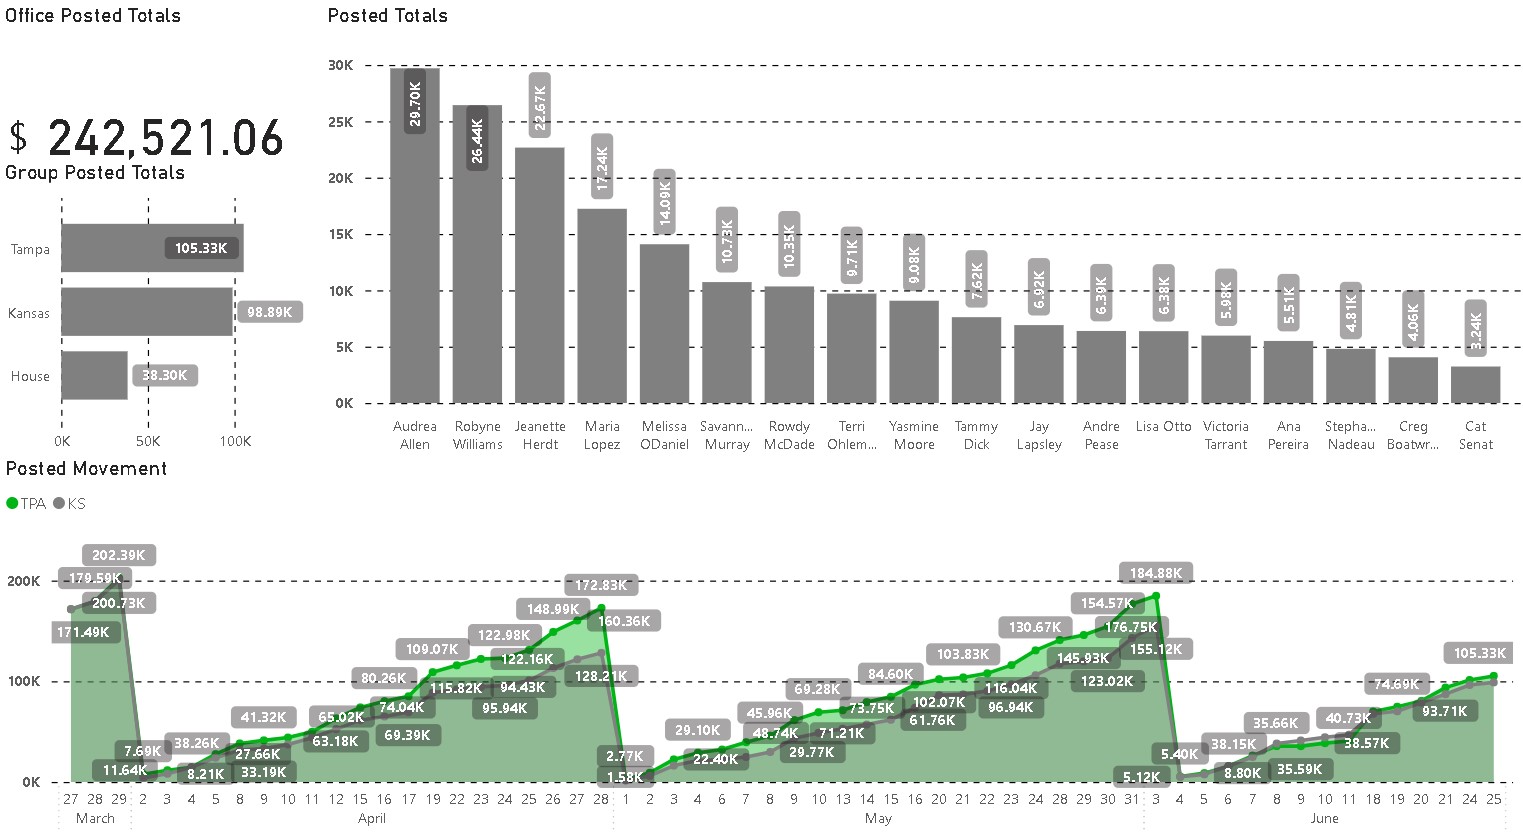 Office Posted Totals
$ 242,521.06
Group Posted Totals
Tampa
105.33K
Kansas
98.89K
House
38.30K
0K 50K 100K
Posted Totals
30K
25K
20K
15K
10K
5K
0K
29.70K 26.44K 22.67K 17.24K 14.09K 10.73K 10.35K 9.71K 9.08K 7.62K 6.92K 6.39K 6.38K 5.98K 5.51K 4.81K 4.06K 3.24K
Audrea Robyne Jeanette Maria Melissa Savann... Rowdy Terri Yasmine Tammy Jay Andre Lisa Otto Victoria Ana Stepha... Creg Cat
Allen Williams Herdt Lopez ODaniel Murray McDade Ohlem... Moore Dick Lapsley Pease Tarrant Pereira Nadeau Boatwr... Senat
Posted Movement
TPA KS
200K
100K
0K
202.39K
179.59K
200.73K
171.49K
7.69K
11.64K
38.26K
8.21K
41.32K
27.66K
33.19K
65.02K
63.18K
80.26K
74.04K
69.39K
109.07K
115.82K
122.98K
122.16K
94.43K
95.94K
148.99K
172.83K
160.36K
128.21K
2.77K
1.58K
29.10K
22.40K
45.96K
48.74K
69.28K
29.77K
71.21K
73.75K
84.60K
102.07K
61.76K
103.83K
116.04K
96.94K
130.67K
145.93K
123.02K
154.57K
184.88K
176.75K
155.12K
5.40K
5.12K
38.15K
8.80K
35.66K
35.59K
40.73K
38.57K
74.69K
93.71K
105.33K
27 28 29 2 3 4 5 8 9 10 11 12 15 16 17 19 22 23 24 25 26 27 28 1 2 3 6 7 8 9 10 13 14 15 16 20 21 22 23 24 28 29 30 31 3 4 5 6 7 8 9 10 11 18 19 20 21 24 25
March April May June